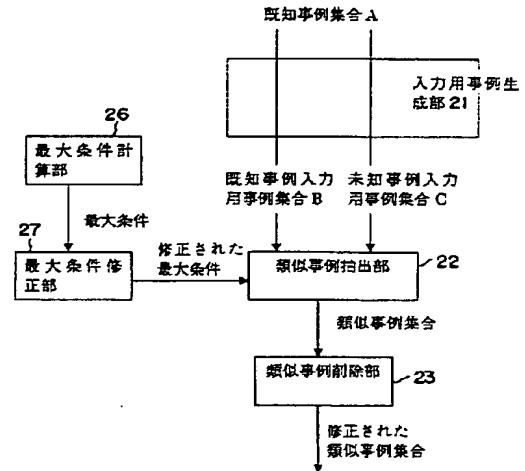 既知事例集合A
入力用事例生
成部21
26
最大条件計
算部
既知事例入力
用事例集合B
未知事例入力
用事例集合C
最大条件
27
最大条件修
正部
修正された
最大条件
類似事例抽出部
22
類似事例集合
類似事例削除部
23
修正された
類似事例集合